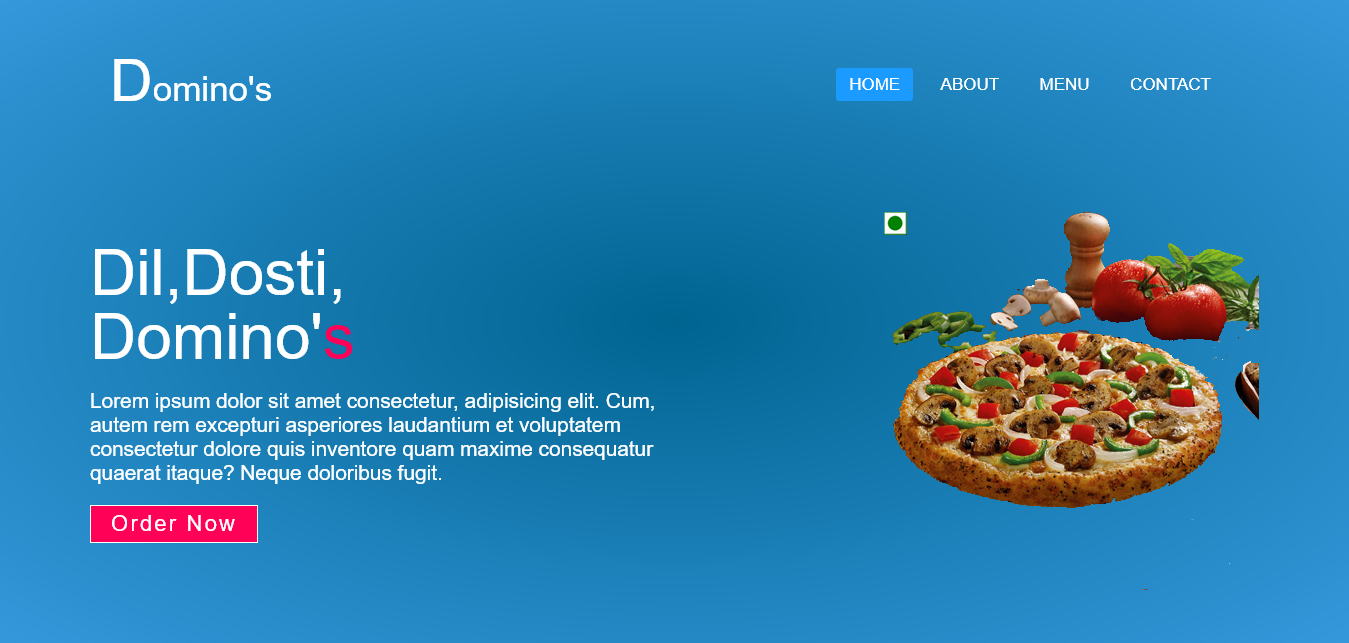 Domino's
HOME ABOUT MENU CONTACT
Dil,Dosti,
Domino's
Lorem ipsum dolor sit amet consectetur, adipisicing elit. Cum,
autem rem excepturi asperiores laudantium et voluptatem
consectetur dolore quis inventore quam maxime consequatur
quaerat itaque? Neque doloribus fugit.
Order Now